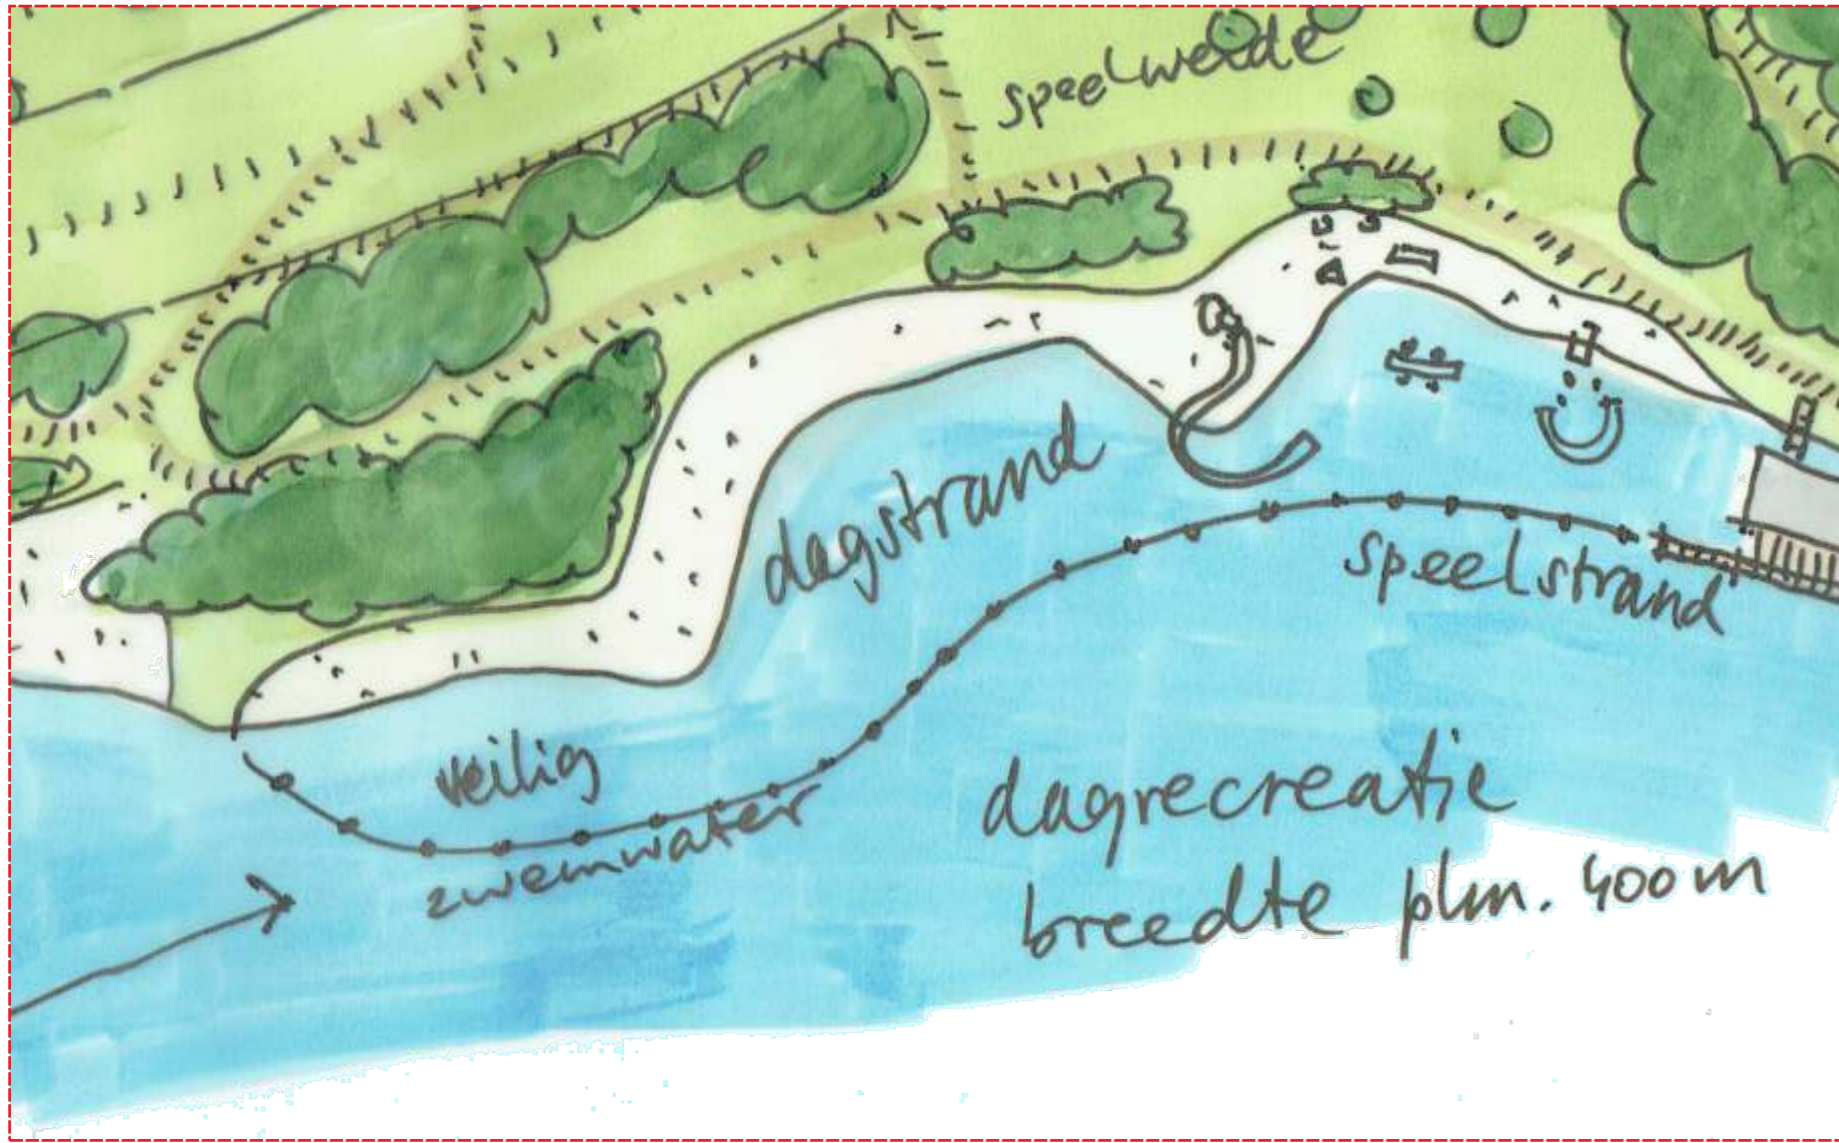 speelweide
dagstrand
speelstrand
veilig
zwemwater
dagrecreatie
breedte plm. 400m